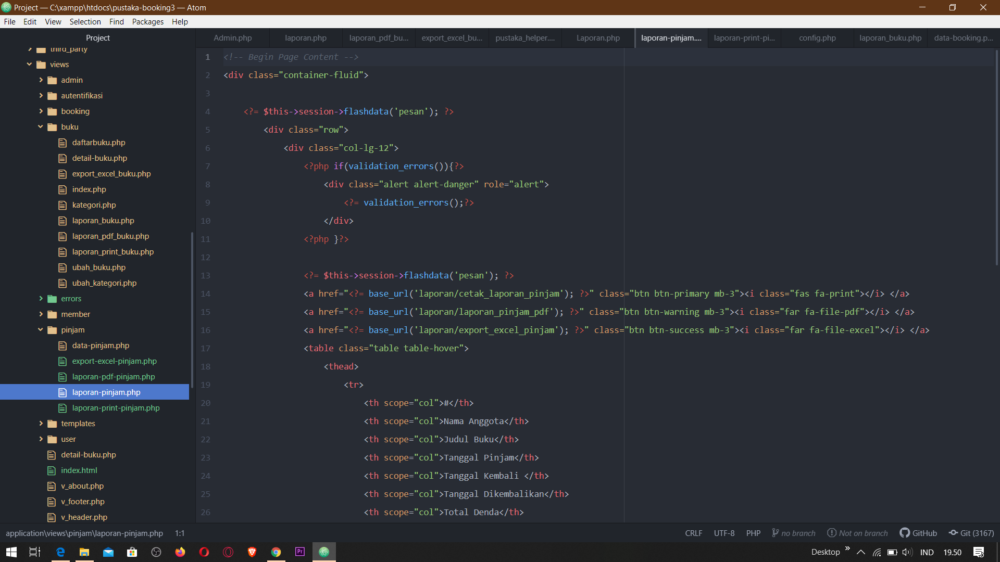 Project — C:\xampp\htdocs\pustaka-booking3 — Atom
File Edit View Selection Find Packages Help
Project
third_party
views
admin
autentifikasi
booking
buku
daftarbuku.php
detail-buku.php
export_excel_buku.php
index.php
kategori.php
laporan_buku.php
laporan_pdf_buku.php
laporan_print_buku.php
ubah_buku.php
ubah_kategori.php
errors
member
pinjam
data-pinjam.php
export-excel-pinjam.php
laporan-pdf-pinjam.php
laporan-pinjam.php
laporan-print-pinjam.php
templates
user
detail-buku.php
index.html
v_about.php
v_footer.php
v_header.php
Admin.php laporan.php laporan_pdf_bu... export_excel_bu... pustaka_helper.... Laporan.php laporan-pinjam.... laporan-print-pi... config.php laporan_buku.php data-booking.p...
1 <!-- Begin Page Content -->
2 <div class="container-fluid">
3
4 <?= $this->session->flashdata('pesan'); ?>
5 <div class="row">
6 <div class="col-lg-12">
7 <?php if(validation_errors()){?>
8 <div class="alert alert-danger" role="alert">
9 <?= validation_errors();?>
10 </div>
11 <?php }?>
12
13 <?= $this->session->flashdata('pesan'); ?>
14 <a href="<?= base_url('laporan/cetak_laporan_pinjam'); ?>" class="btn btn-primary mb-3"><i class="fas fa-print"></i> </a>
15 <a href="<?= base_url('laporan/laporan_pinjam_pdf'); ?>" class="btn btn-warning mb-3"><i class="far fa-file-pdf"></i> </a>
16 <a href="<?= base_url('laporan/export_excel_pinjam'); ?>" class="btn btn-success mb-3"><i class="far fa-file-excel"></i> </a>
17 <table class="table table-hover">
18 <thead>
19 <tr>
20 <th scope="col">#</th>
21 <th scope="col">Nama Anggota</th>
22 <th scope="col">Judul Buku</th>
23 <th scope="col">Tanggal Pinjam</th>
24 <th scope="col">Tanggal Kembali </th>
25 <th scope="col">Tanggal Dikembalikan</th>
26 <th scope="col">Total Denda</th>
application\views\pinjam\laporan-pinjam.php 1:1 CRLF UTF-8 PHP no branch Not on branch GitHub Git (3167)
Pr Desktop » IND 19.50